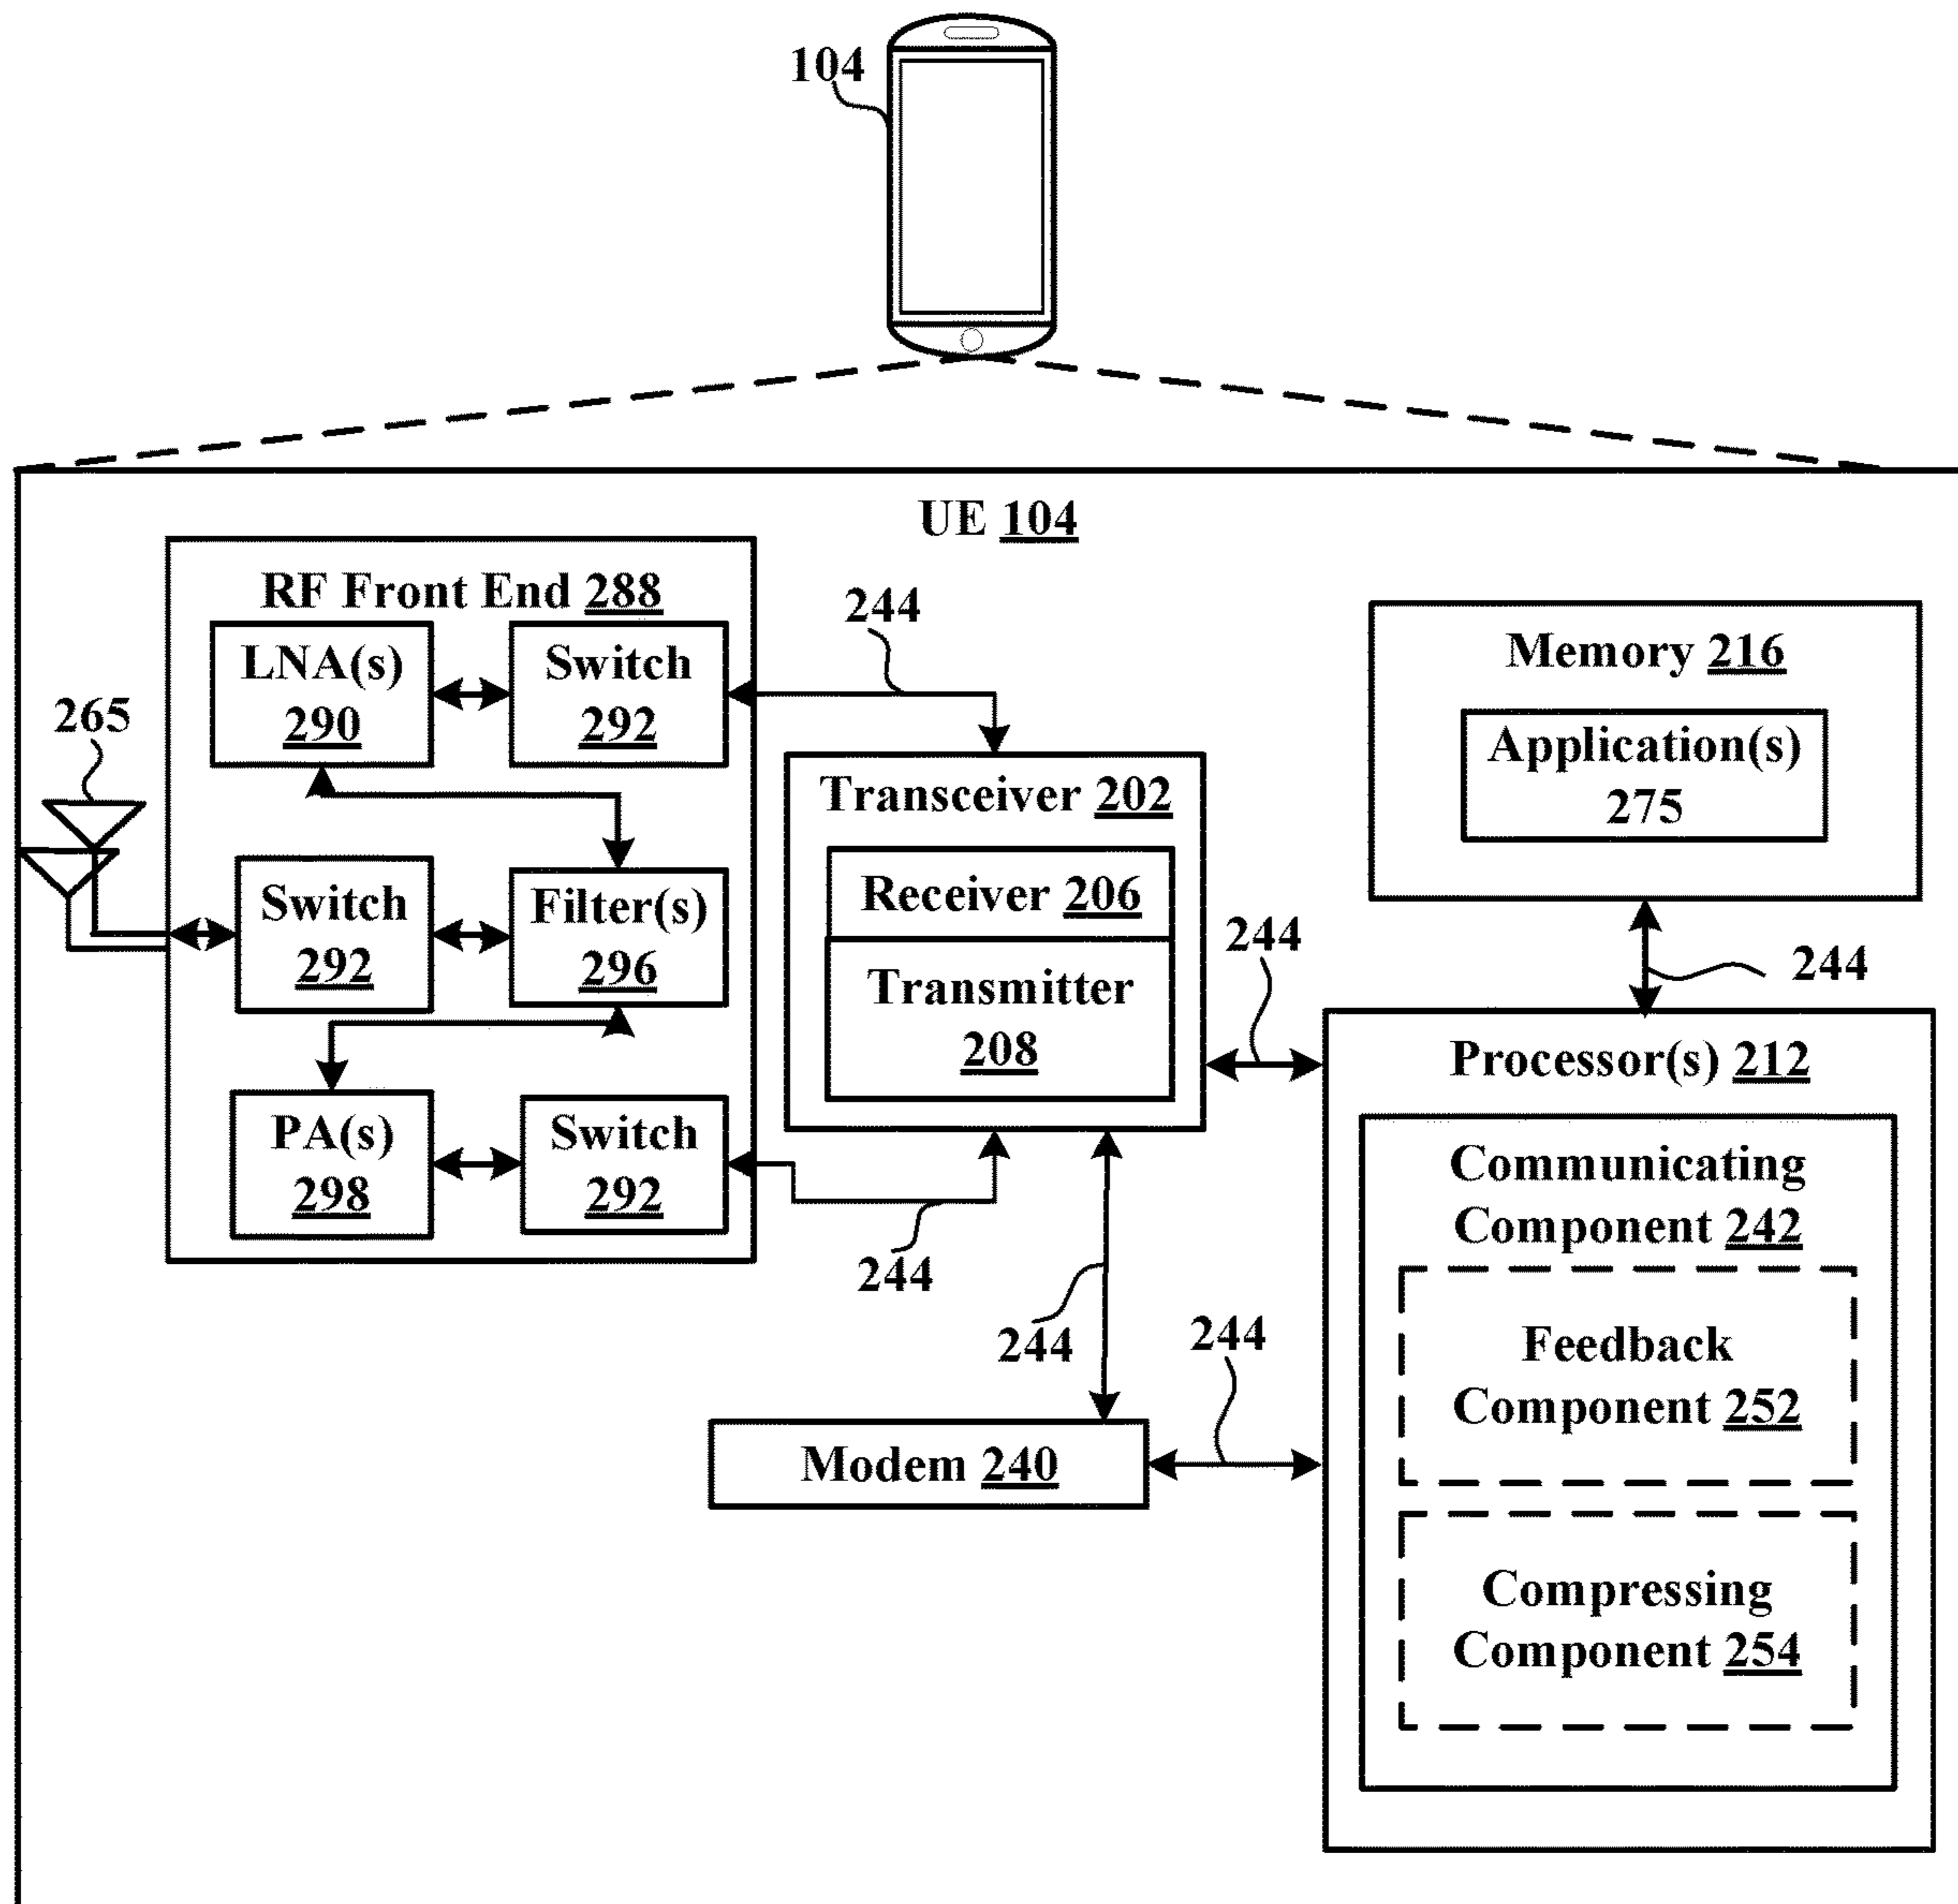 104
UE 104
RF Front End 288
LNA(s)
290
Switch
292
244
265
Switch
292
Filter(s)
296
PA(s)
298
Switch
292
244
Transceiver 202
Receiver 206
Transmitter
208
244
244
Modem 240
244
Memory 216
Application(s)
275
244
Processor(s) 212
Communicating
Component 242
Feedback
Component 252
Compressing
Component 254